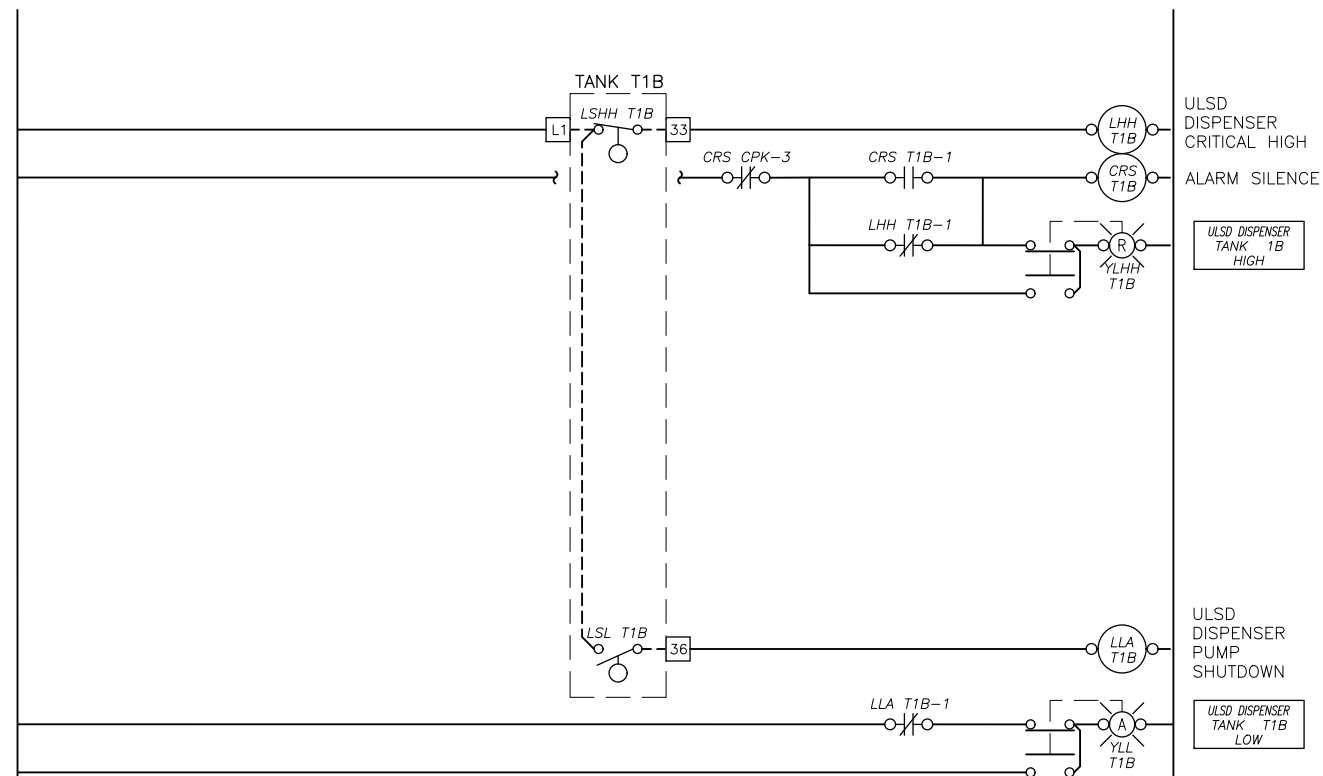 TANK T1B
LSHH T1B
L1
33
LHH
T1B
ULSD
DISPENSER
CRITICAL HIGH
CRS CPK-3
CRS T1B-1
CRS
T1B
ALARM SILENCE
LHH T1B-1
R
YLHH
T1B
ULSD DISPENSER
TANK 1B
HIGH
LSL T1B
36
LLA
T1B
ULSD
DISPENSER
PUMP
SHUTDOWN
LLA T1B-1
A
YLL
T1B
ULSD DISPENSER
TANK T1B
LOW